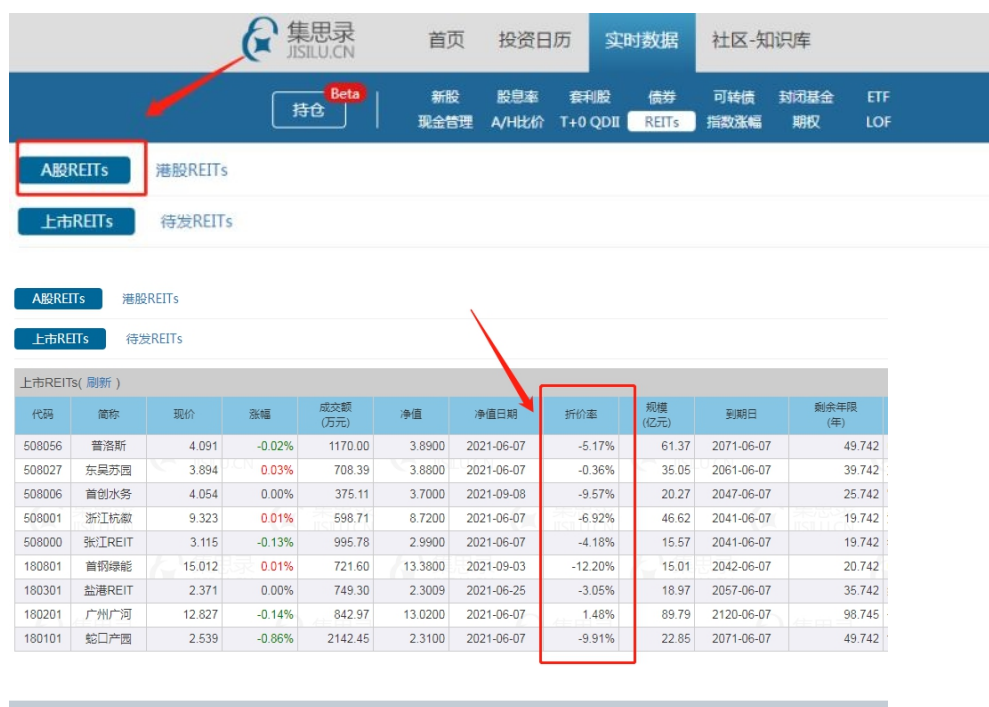 集思录 首页 投资日历 实时数据 社区-知识库
JISILU.CN
持仓 Beta
新股 股息率 套利股 债券 可转债 封闭基金 ETF
现金管理 A/H比价 T+0 QDII REITs 指数涨幅 期权 LOF
A股REITs 港股REITs
上市REITs 待发REITs
A股REITs 港股REITs
上市REITs 待发REITs
上市REITs( 刷新 )
代码 简称 现价 涨幅 成交额(万元) 净值 净值日期 折价率 规模(亿元) 到期日 剩余年限(年)
508056 普洛斯 4.091 -0.02% 1170.00 3.8900 2021-06-07 -5.17% 61.37 2071-06-07 49.742
508027 东吴苏园 3.894 0.03% 708.39 3.8800 2021-06-07 -0.36% 35.05 2061-06-07 39.742
508006 首创水务 4.054 0.00% 375.11 3.7000 2021-09-08 -9.57% 20.27 2047-06-07 25.742
508001 浙江杭徽 9.323 0.01% 598.71 8.7200 2021-06-07 -6.92% 46.62 2041-06-07 19.742
508000 张江REIT 3.115 -0.13% 995.78 2.9900 2021-06-07 -4.18% 15.57 2041-06-07 19.742
180801 首钢绿能 15.012 0.01% 721.60 13.3800 2021-09-03 -12.20% 15.01 2042-06-07 20.742
180301 盐港REIT 2.371 0.00% 749.30 2.3009 2021-06-25 -3.05% 18.97 2057-06-07 35.742
180201 广州广河 12.827 -0.14% 842.97 13.0200 2021-06-07 1.48% 89.79 2120-06-07 98.745
180101 蛇口产园 2.539 -0.86% 2142.45 2.3100 2021-06-07 -9.91% 22.85 2071-06-07 49.742